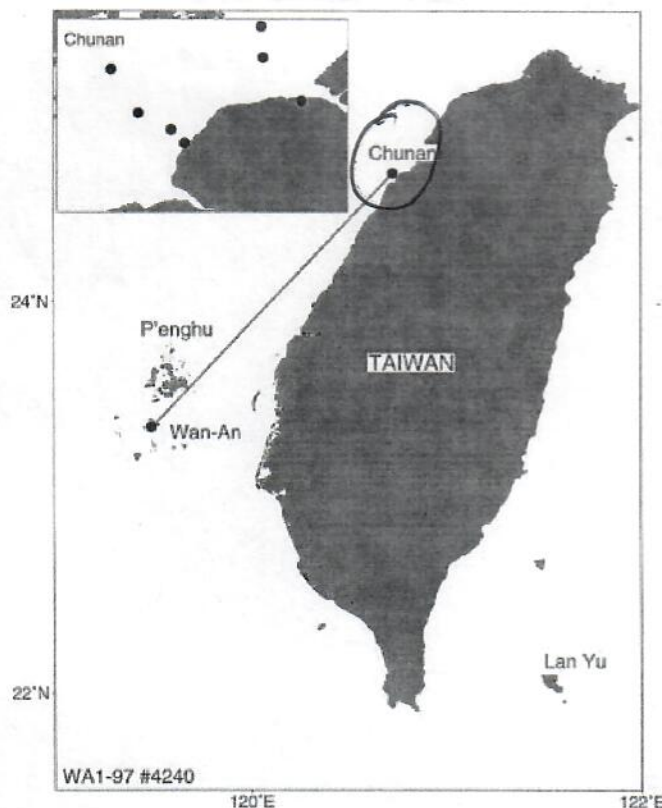 Chunan
Chunan
24°N
P'enghu
TAIWAN
Wan-An
Lan Yu
22°N
WA1-97 #4240
120°E
122°E